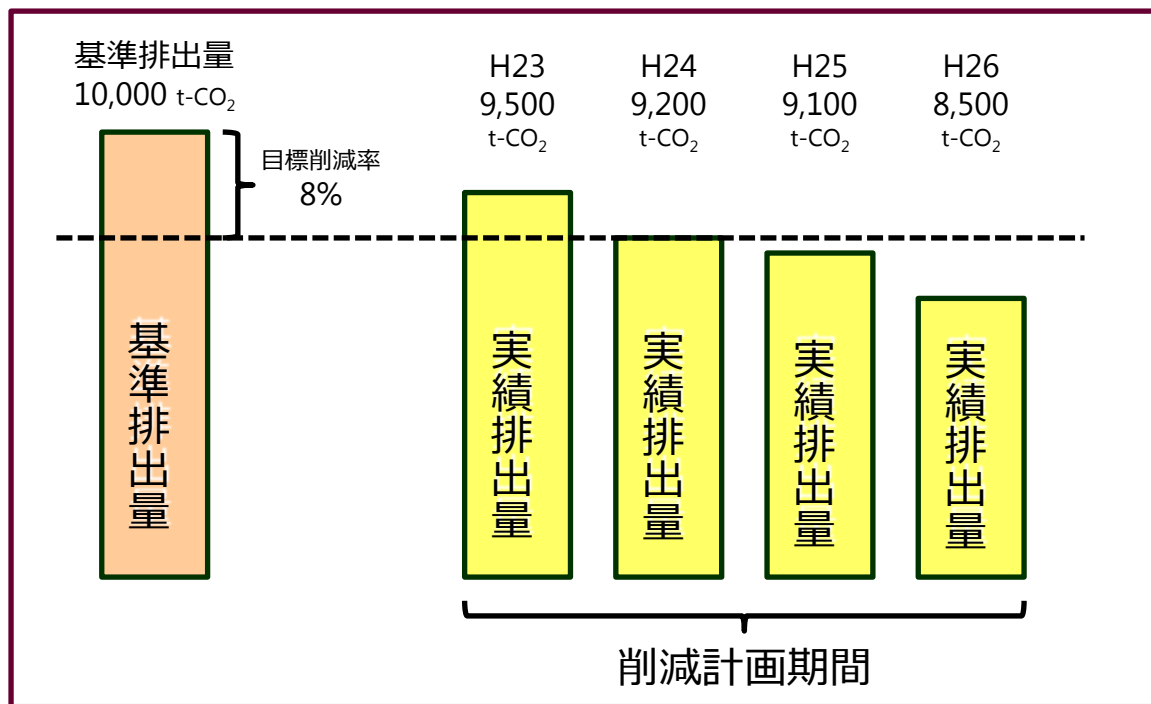 基準排出量
10,000 t-CO₂
目標削減率
8%
H23
9,500
t-CO₂
H24
9,200
t-CO₂
H25
9,100
t-CO₂
H26
8,500
t-CO₂
基準排出量
実績排出量
実績排出量
実績排出量
実績排出量
削減計画期間